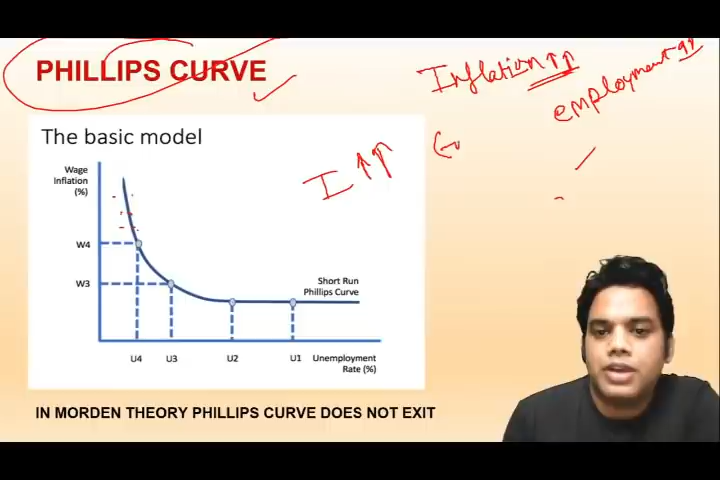 PHILLIPS CURVE
Inflation ↑↑
employment ↑↑
The basic model
I ↑↑
Wage
Inflation
(%)
W4
W3
Short Run
Phillips Curve
U4 U3 U2 U1 Unemployment
Rate (%)
IN MORDEN THEORY PHILLIPS CURVE DOES NOT EXIT